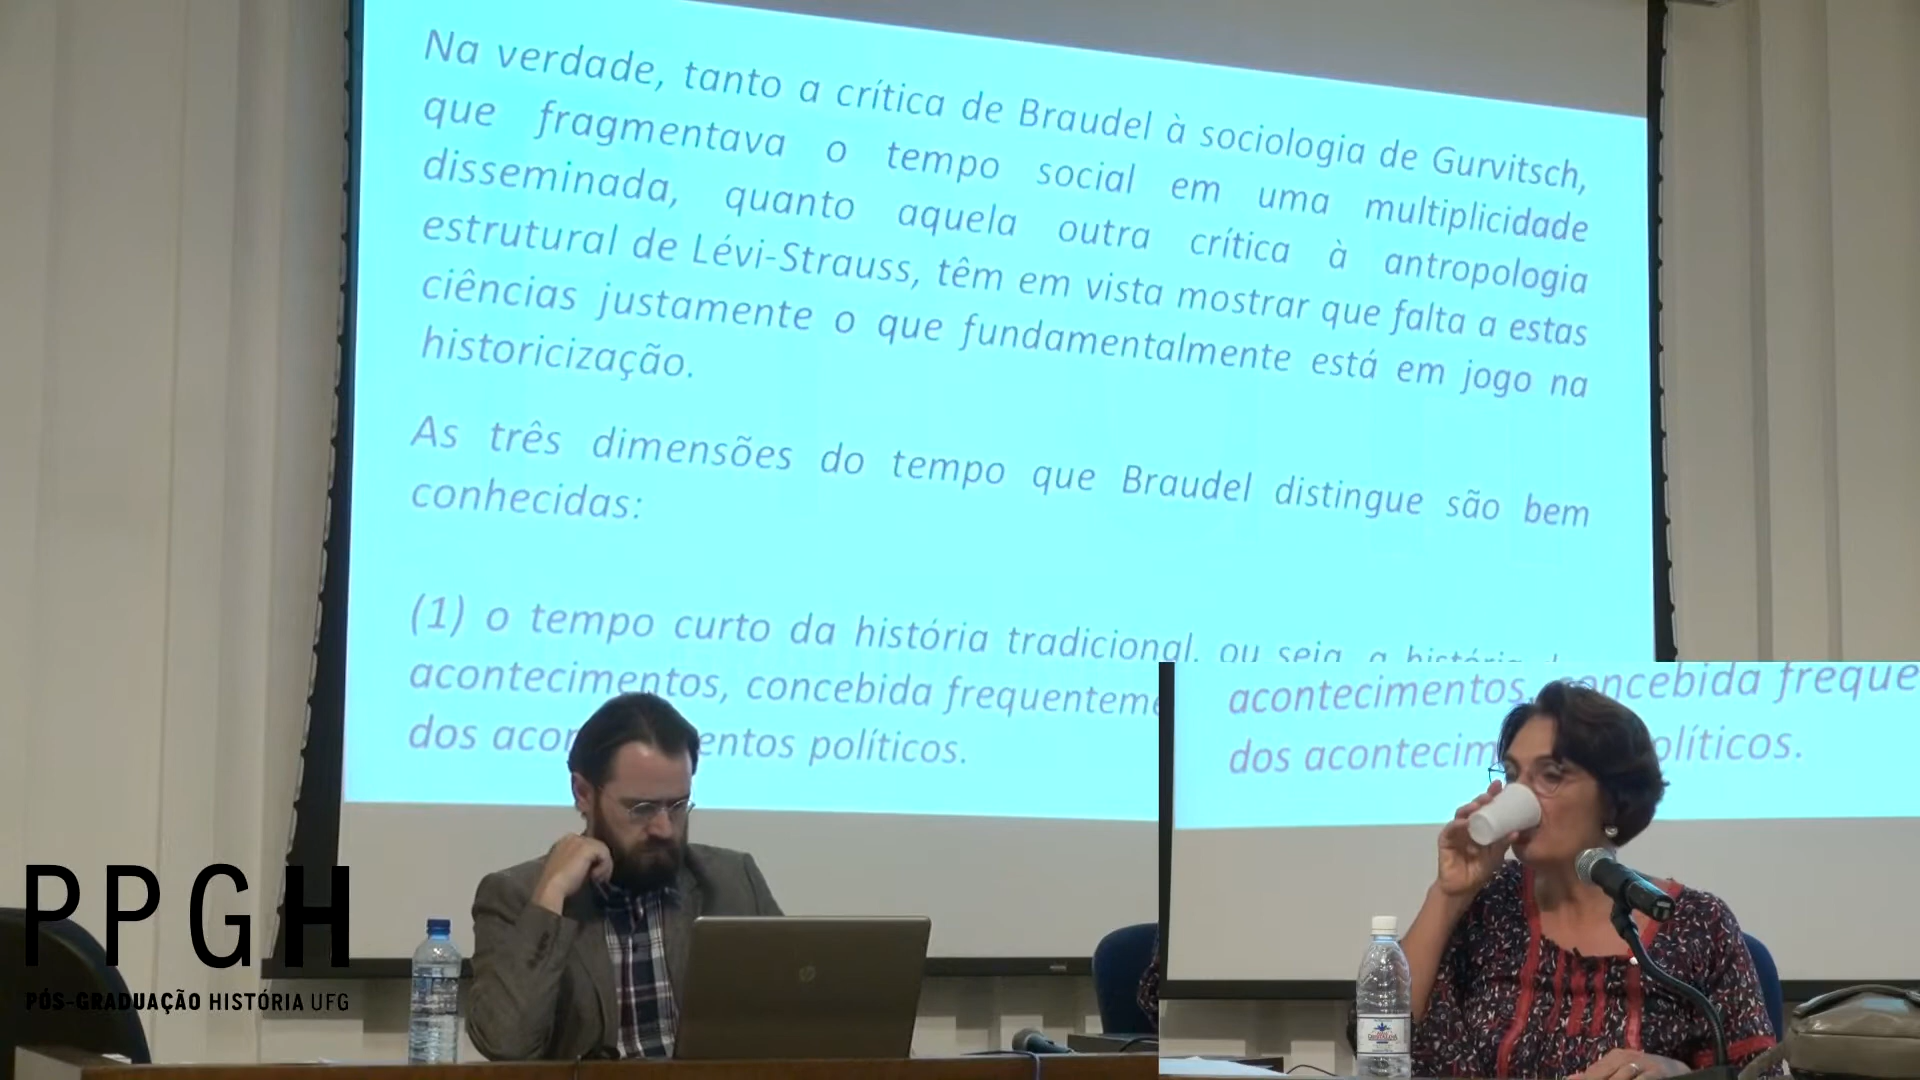 Na verdade, tanto a crítica de Braudel à sociologia de Gurvitsch,
que fragmentava o tempo social em uma multiplicidade
disseminada, quanto aquela outra crítica à antropologia
estrutural de Lévi-Strauss, têm em vista mostrar que falta a estas
ciências justamente o que fundamentalmente está em jogo na
historicização.
As três dimensões do tempo que Braudel distingue são bem
conhecidas:
(1) o tempo curto da história tradicional, ou seja, a história
acontecimentos, concebida frequenteme
dos acon entos políticos.
acontecimentos, concebida freque
dos acontecim olíticos.
PPGH
PÓS-GRADUAÇÃO HISTÓRIA UFG
hp